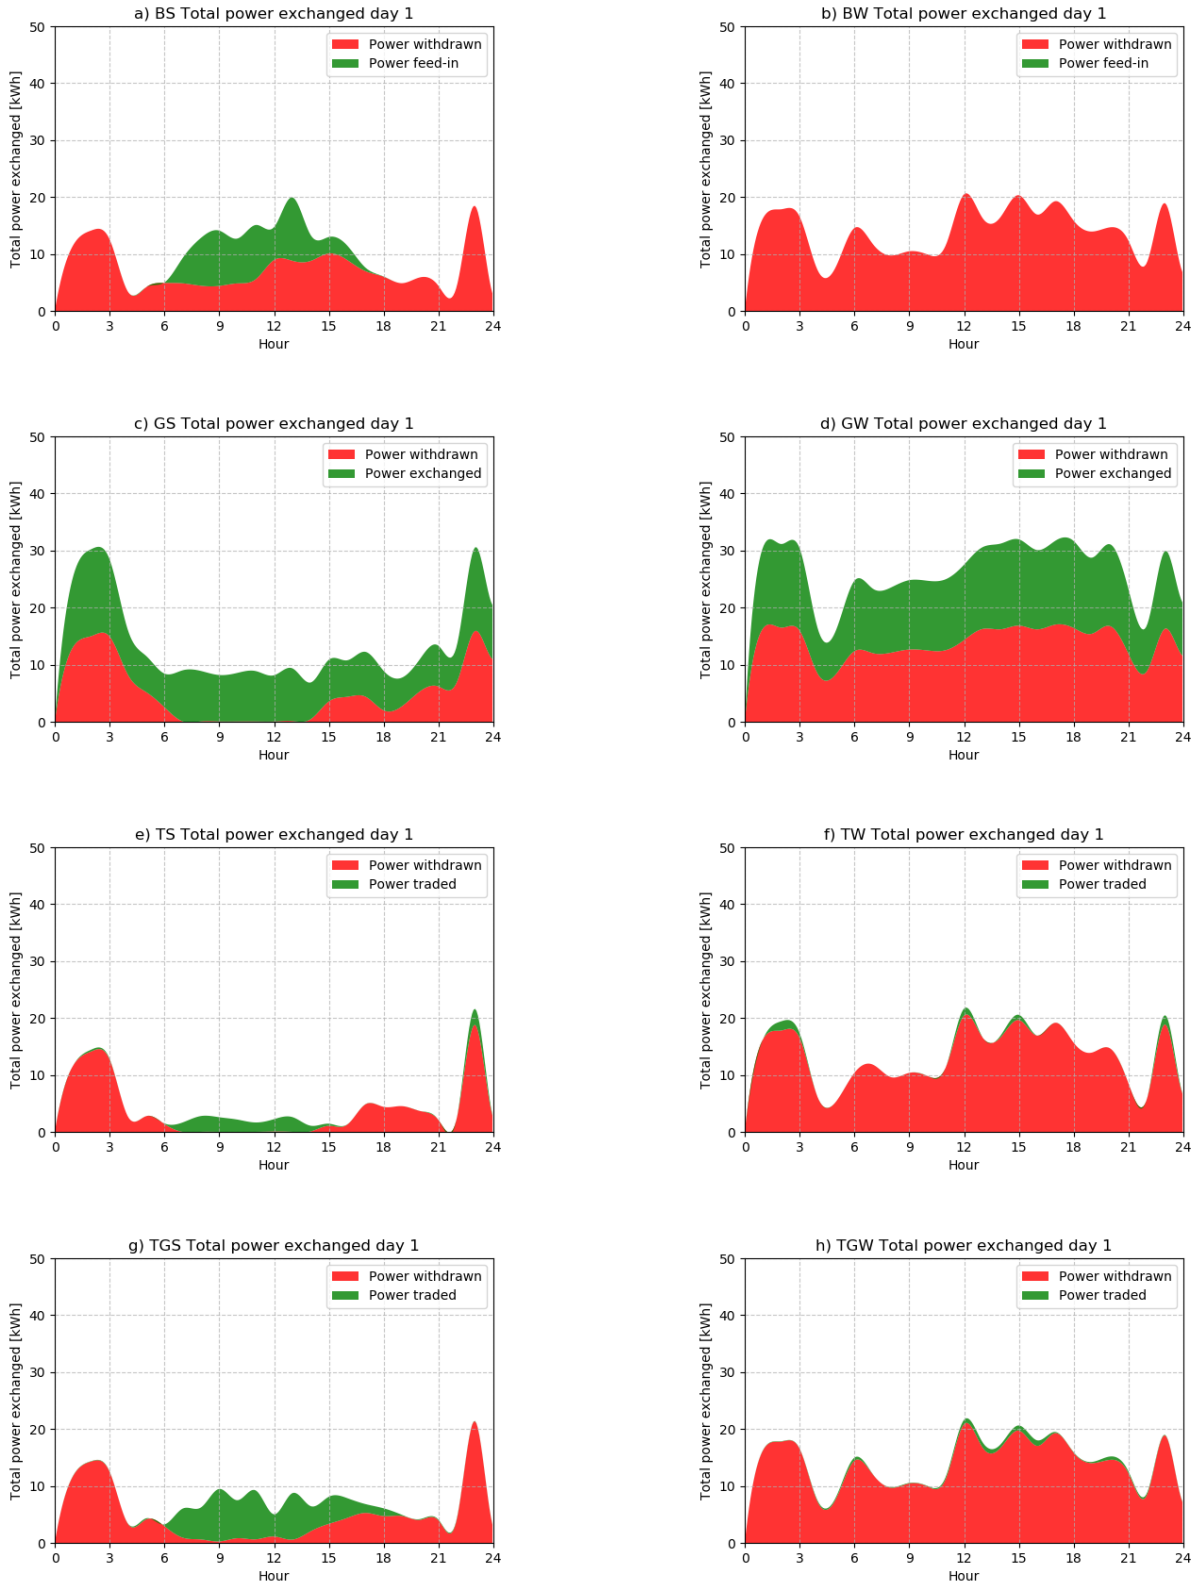 a) BS Total power exchanged day 1
50
40
30
20
10
0
Total power exchanged [kWh]
Power withdrawn
Power feed-in
0 3 6 9 12 15 18 21 24
Hour
b) BW Total power exchanged day 1
50
40
30
20
10
0
Total power exchanged [kWh]
Power withdrawn
Power feed-in
0 3 6 9 12 15 18 21 24
Hour
c) GS Total power exchanged day 1
50
40
30
20
10
0
Total power exchanged [kWh]
Power withdrawn
Power exchanged
0 3 6 9 12 15 18 21 24
Hour
d) GW Total power exchanged day 1
50
40
30
20
10
0
Total power exchanged [kWh]
Power withdrawn
Power exchanged
0 3 6 9 12 15 18 21 24
Hour
e) TS Total power exchanged day 1
50
40
30
20
10
0
Total power exchanged [kWh]
Power withdrawn
Power traded
0 3 6 9 12 15 18 21 24
Hour
f) TW Total power exchanged day 1
50
40
30
20
10
0
Total power exchanged [kWh]
Power withdrawn
Power traded
0 3 6 9 12 15 18 21 24
Hour
g) TGS Total power exchanged day 1
50
40
30
20
10
0
Total power exchanged [kWh]
Power withdrawn
Power traded
0 3 6 9 12 15 18 21 24
Hour
h) TGW Total power exchanged day 1
50
40
30
20
10
0
Total power exchanged [kWh]
Power withdrawn
Power traded
0 3 6 9 12 15 18 21 24
Hour